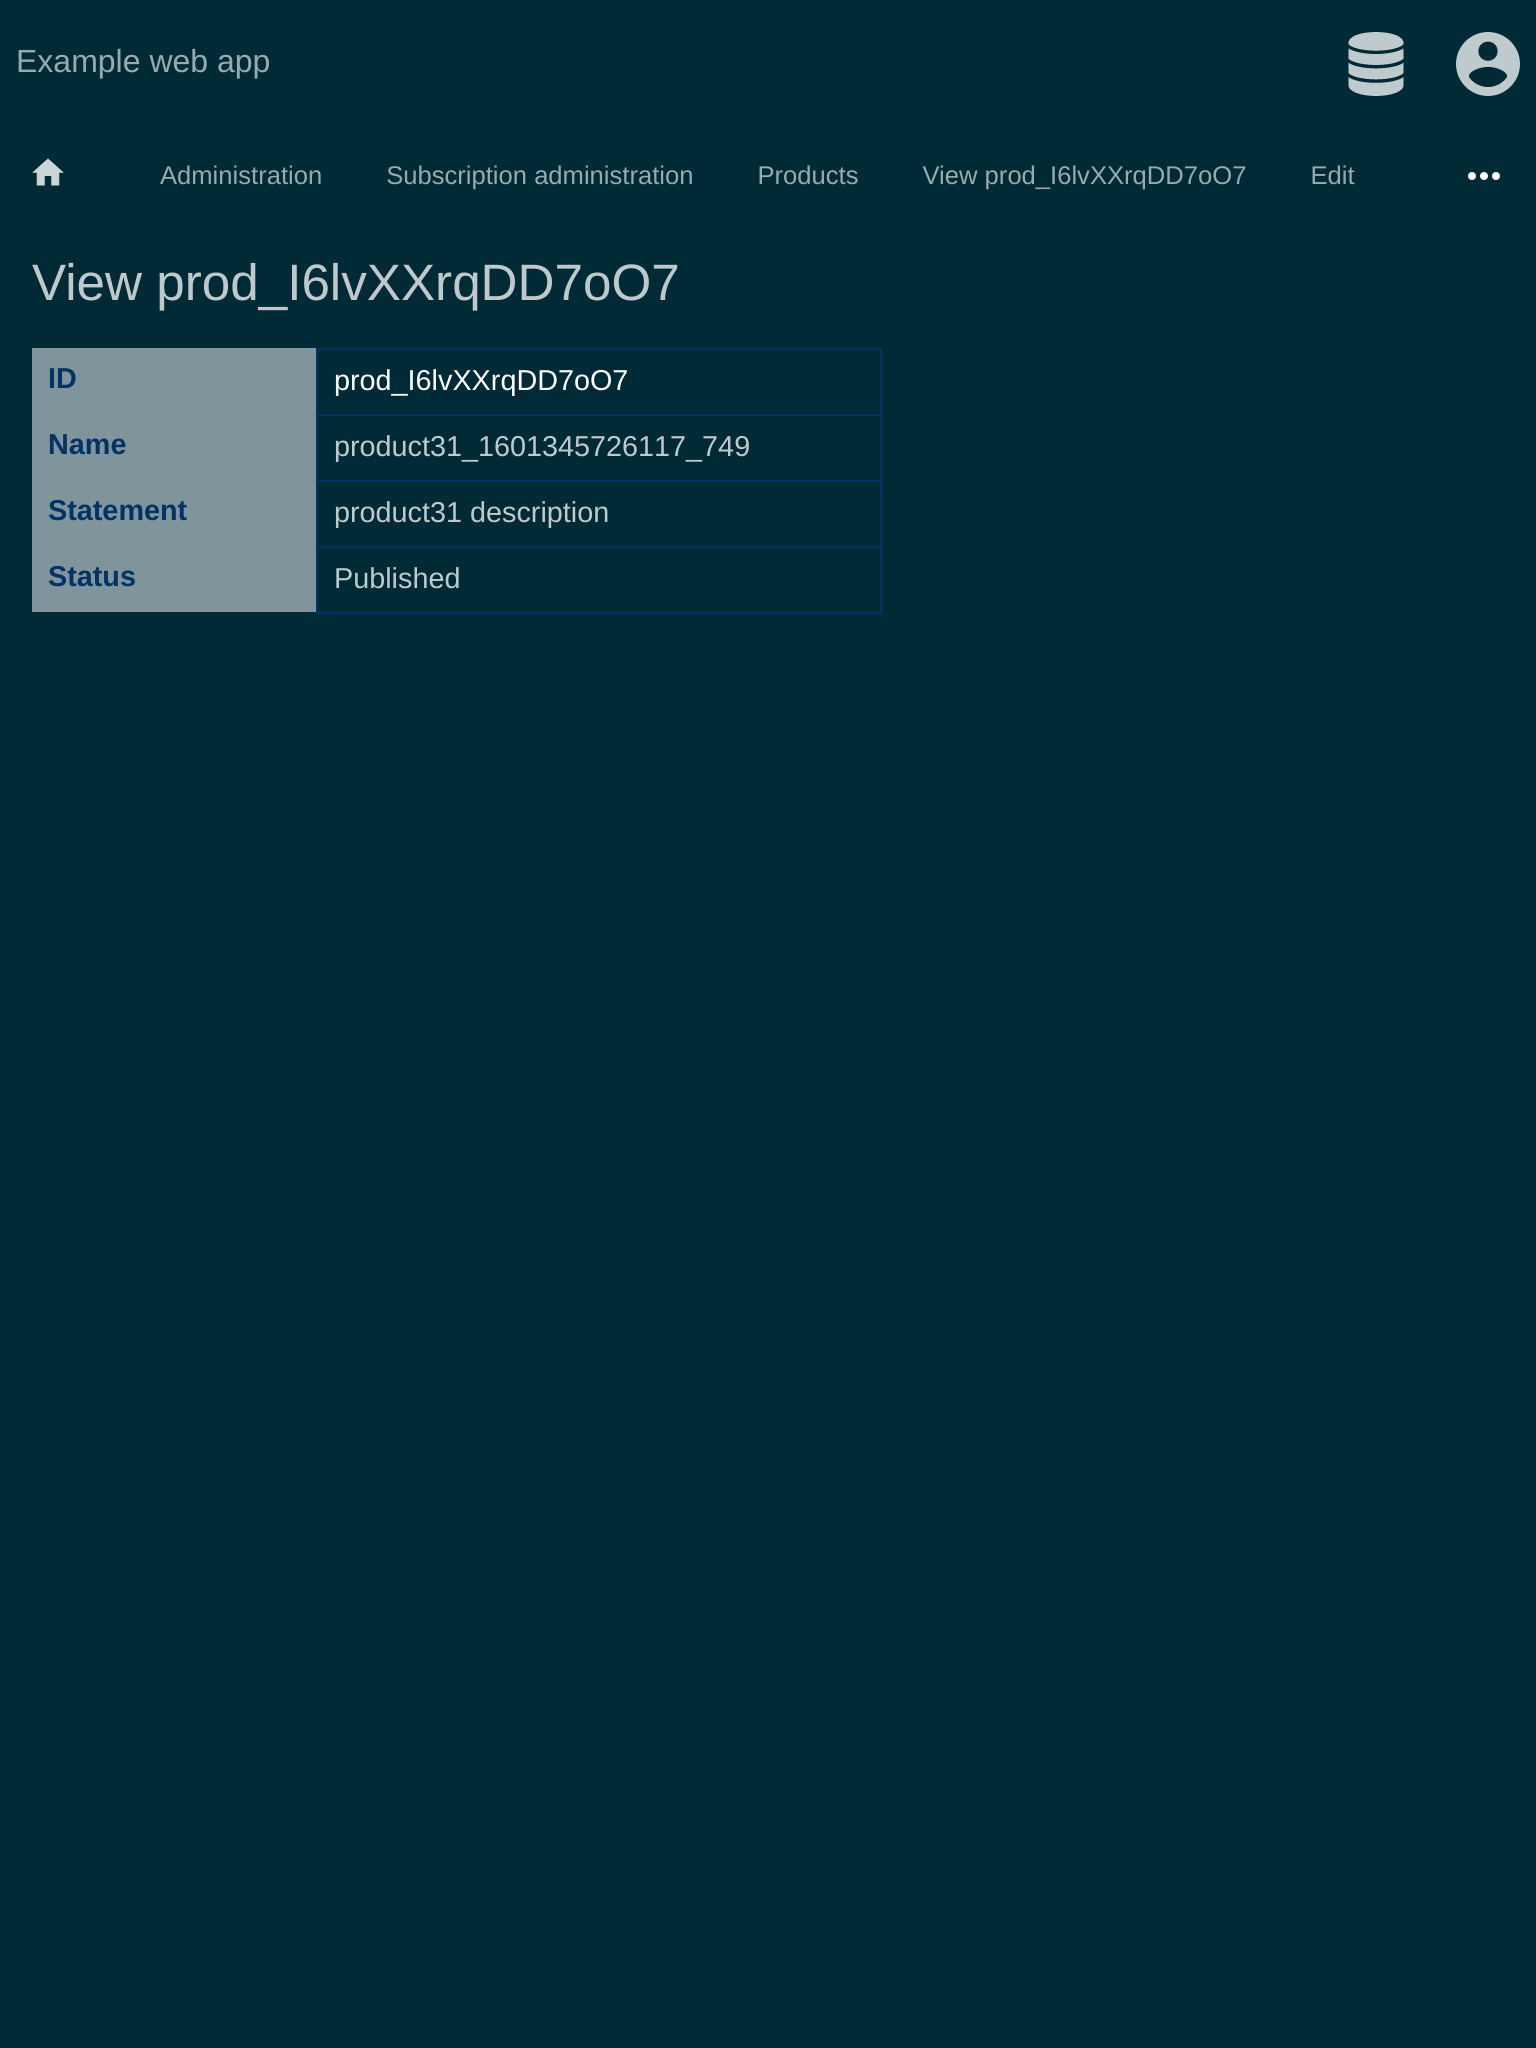 Example web app
Administration Subscription administration Products View prod_I6lvXXrqDD7oO7 Edit
View prod_I6lvXXrqDD7oO7
ID prod_I6lvXXrqDD7oO7
Name product31_1601345726117_749
Statement product31 description
Status Published